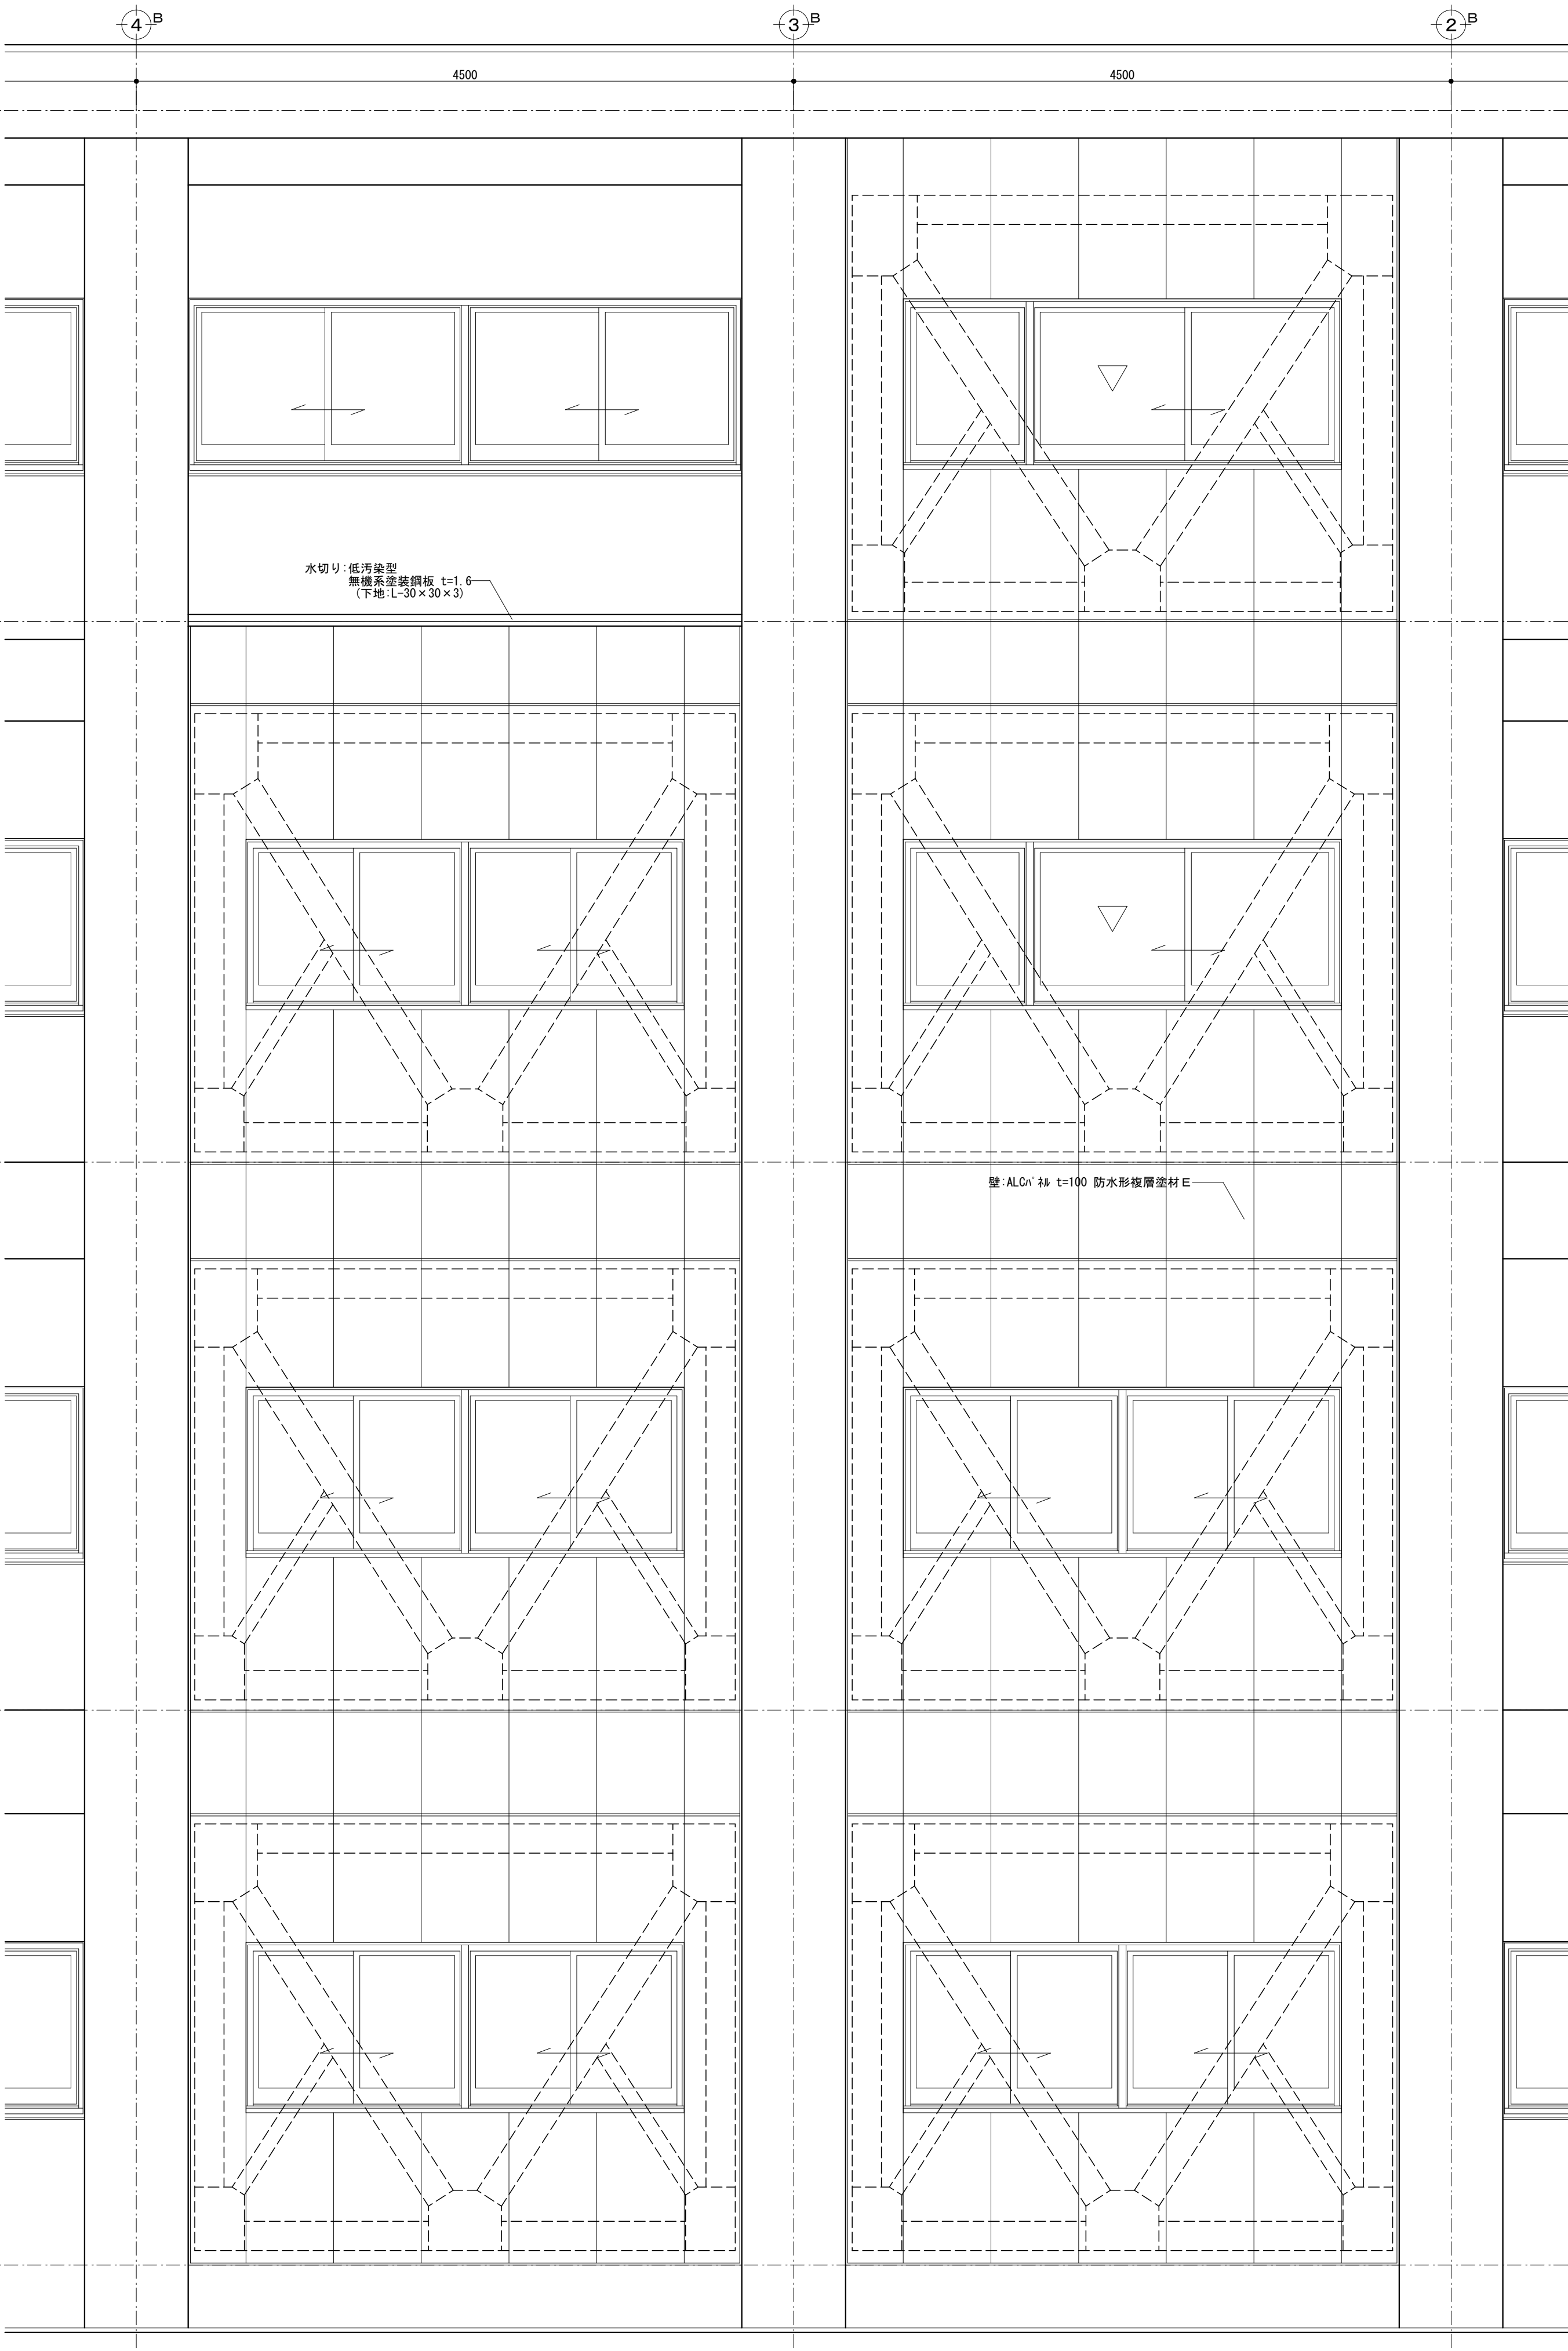 4 B
3 B
2 B
4500
4500
水切り:低汚染型
無機系塗装鋼板 t=1.6
(下地:L-30×30×3)
壁:ALCﾊﾟﾈﾙ t=100 防水形複層塗材E